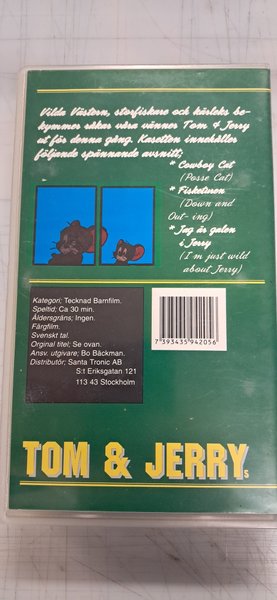 Vilda Västern, storfiskare och kärleks be-
kymmer råkar våra vänner Tom & Jerry
ut för denna gång. Kasetten innehåller
följande spännande avsnitt;
* Cowboy Cat
(Posse Cat)
* Fisketuren
(Down and
Out-ing)
* Jag är galen
i Jerry
(I'm just wild
about Jerry)
Kategori: Tecknad Barnfilm.
Speltid; Ca 30 min.
Åldersgräns; Ingen.
Färgfilm.
Svenskt tal.
Orginal titel; Se ovan.
Ansv. utgivare; Bo Bäckman.
Distributör; Santa Tronic AB
S:t Eriksgatan 121
113 43 Stockholm
7 393435 942056
TOM & JERRYs